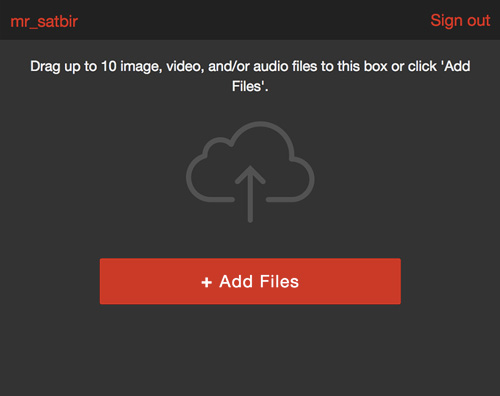 mr_satbir
Sign out
Drag up to 10 image, video, and/or audio files to this box or click 'Add
Files'.
+ Add Files